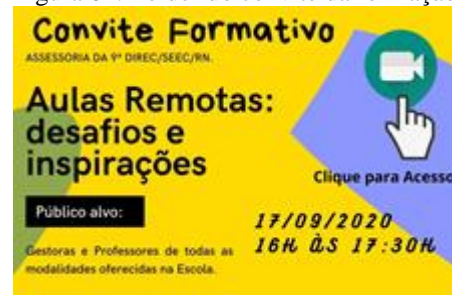 Convite Formativo
ASSESSORIA DA 9ª DIREC/SEEC/RN.
Aulas Remotas:
desafios e
inspirações
Clique para Acesso
Público alvo:
17/09/2020
16H ÀS 17:30H
Gestoras e Professores de todas as
modalidades oferecidas na Escola.